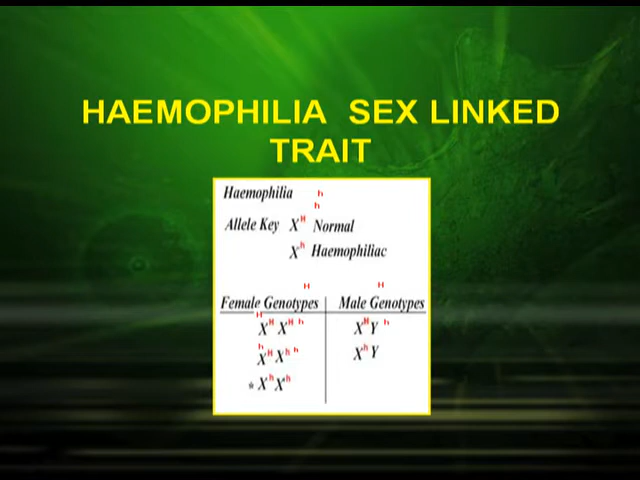 HAEMOPHILIA SEX LINKED
TRAIT
Haemophilia h
h
Allele Key X^H Normal
X^h Haemophiliac
H H
Female Genotypes Male Genotypes
H
X^H X^H h X^H Y h
h
X^H X^h h X^h Y
* X^h X^h